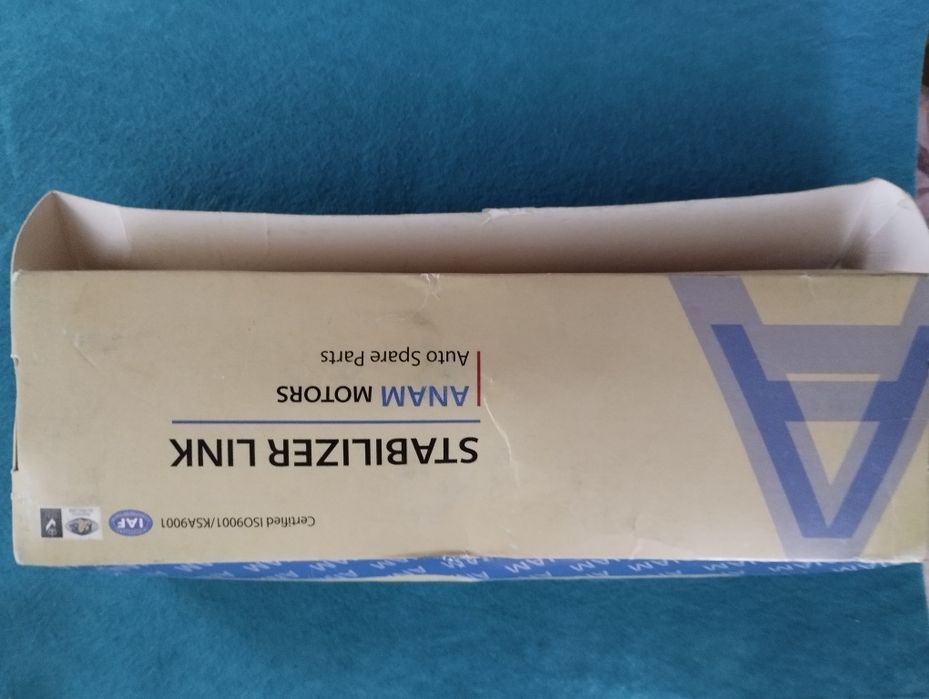 Certified ISO9001/KSA9001
IAF
STABILIZER LINK
ANAM MOTORS
Auto Spare Parts